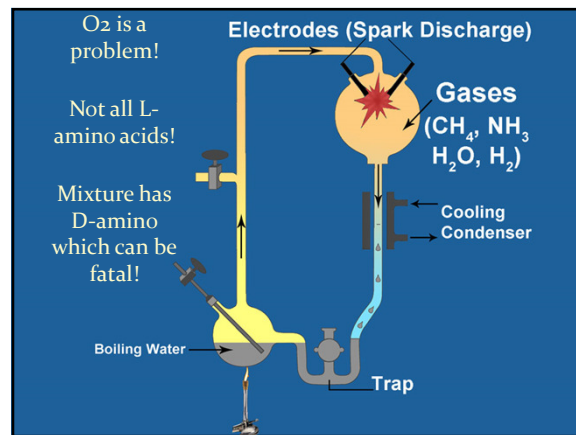 O2 is a
problem!
Not all L-
amino acids!
Mixture has
D-amino
which can be
fatal!
Electrodes (Spark Discharge)
Gases
(CH₄, NH₃
H₂O, H₂)
Cooling
Condenser
Boiling Water
Trap